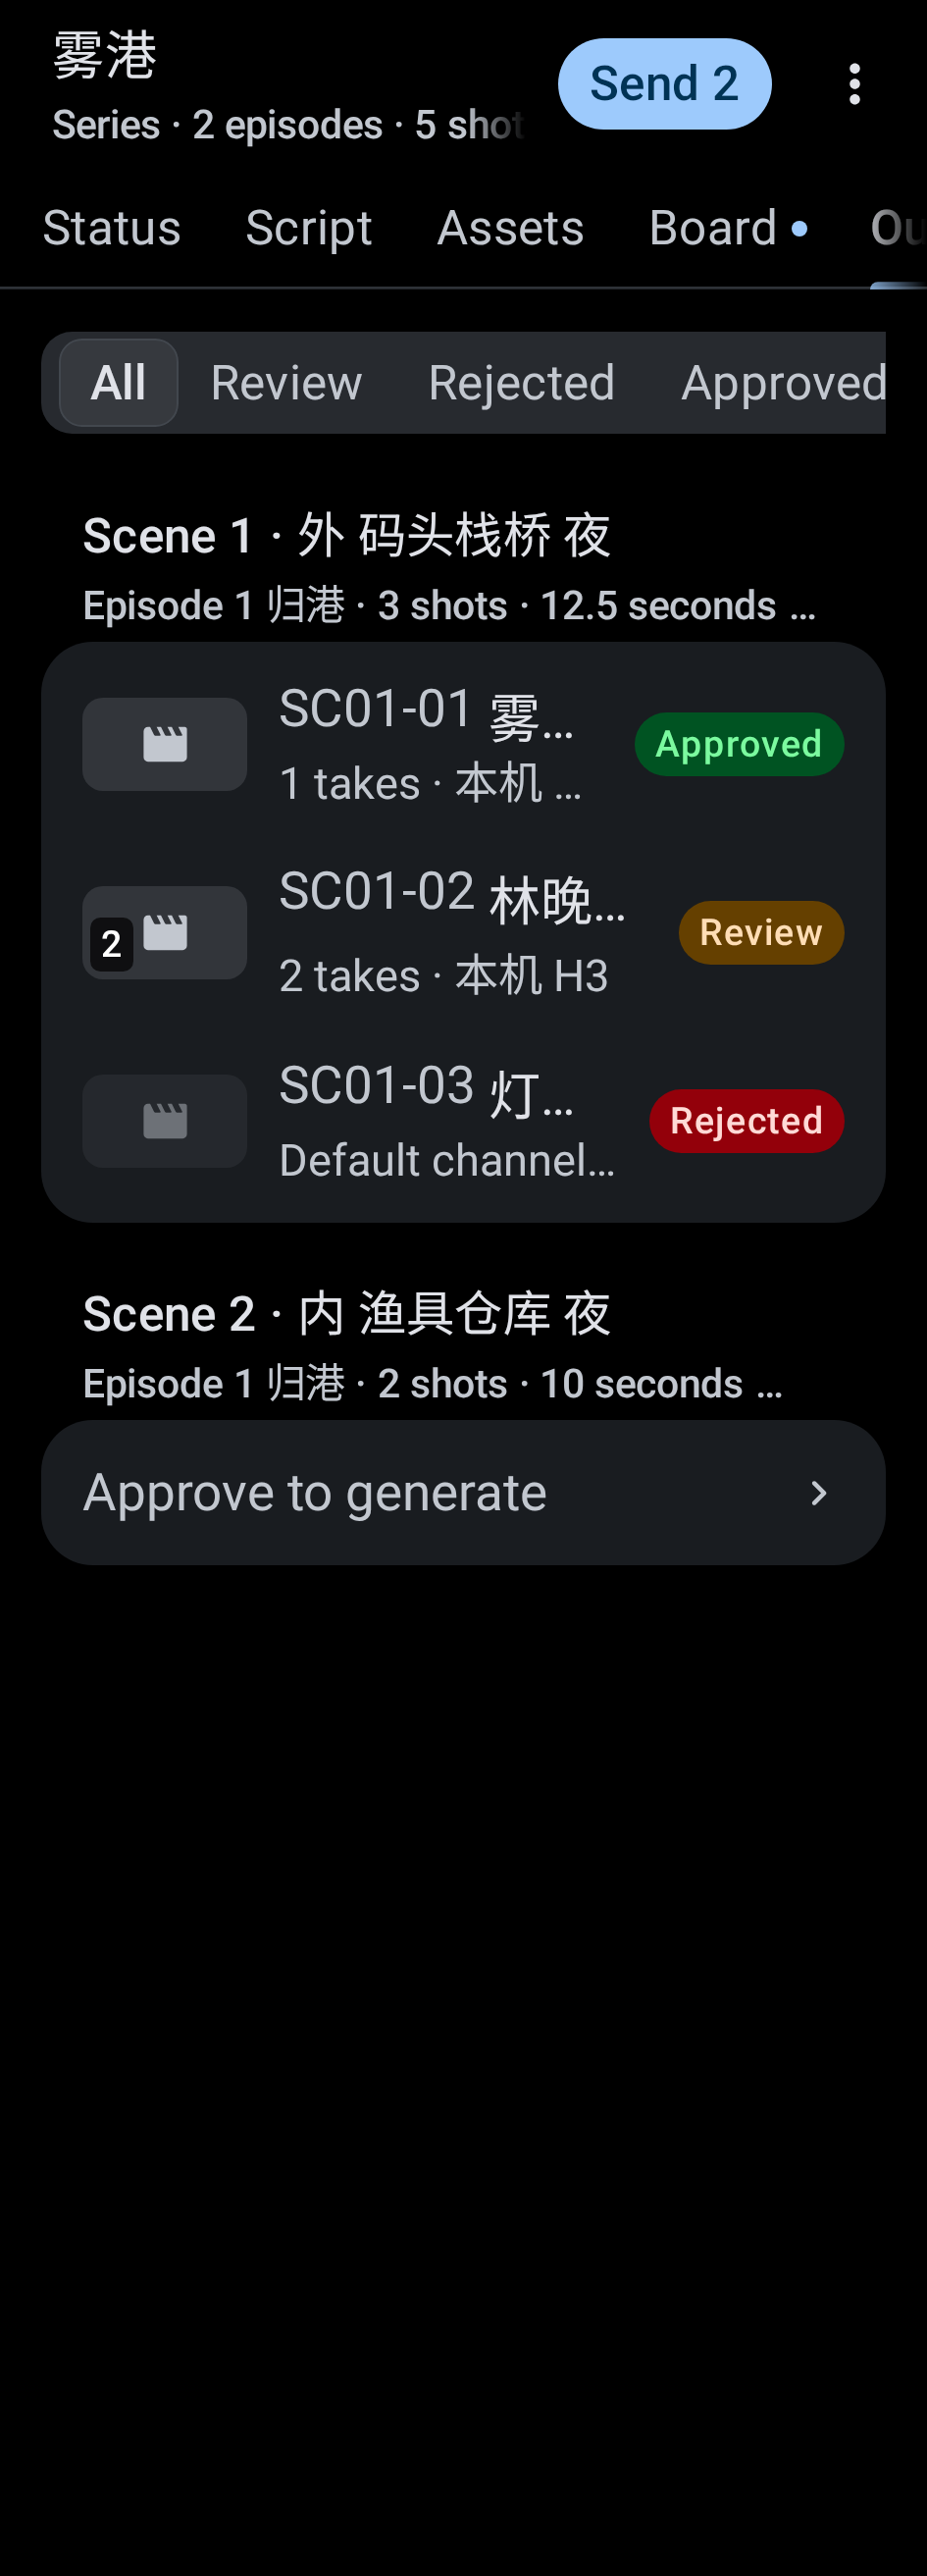 雾港
Send 2
Series · 2 episodes · 5 shot
Status
Script
Assets
Board
Ou
All
Review
Rejected
Approved
Scene 1 · 外 码头栈桥 夜
Episode 1 归港 · 3 shots · 12.5 seconds …
SC01-01 雾…
1 takes · 本机 …
Approved
2
SC01-02 林晚…
2 takes · 本机 H3
Review
SC01-03 灯…
Default channel…
Rejected
Scene 2 · 内 渔具仓库 夜
Episode 1 归港 · 2 shots · 10 seconds …
Approve to generate